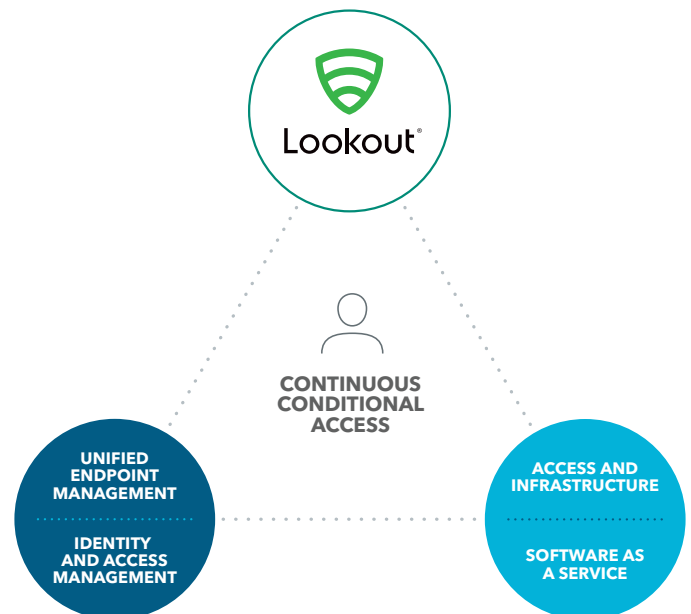 Lookout®
CONTINUOUS
CONDITIONAL
ACCESS
UNIFIED
ENDPOINT
MANAGEMENT
IDENTITY
AND ACCESS
MANAGEMENT
ACCESS AND
INFRASTRUCTURE
SOFTWARE AS
A SERVICE